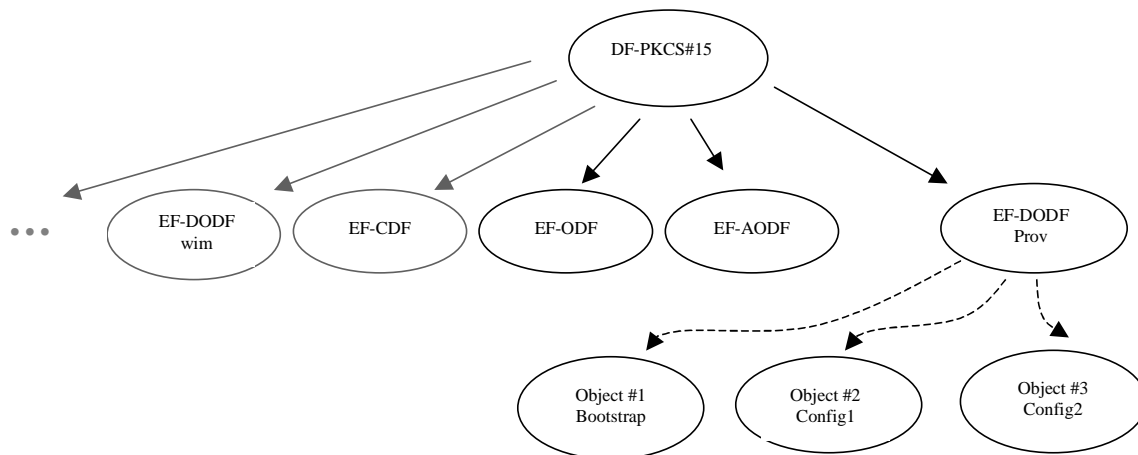 DF-PKCS#15
EF-DODF
wim
EF-CDF
EF-ODF
EF-AODF
EF-DODF
Prov
Object #1
Bootstrap
Object #2
Config1
Object #3
Config2